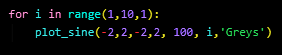 for i in range(1,10,1):
    plot_sine(-2,2,-2,2, 100, i,'Greys')